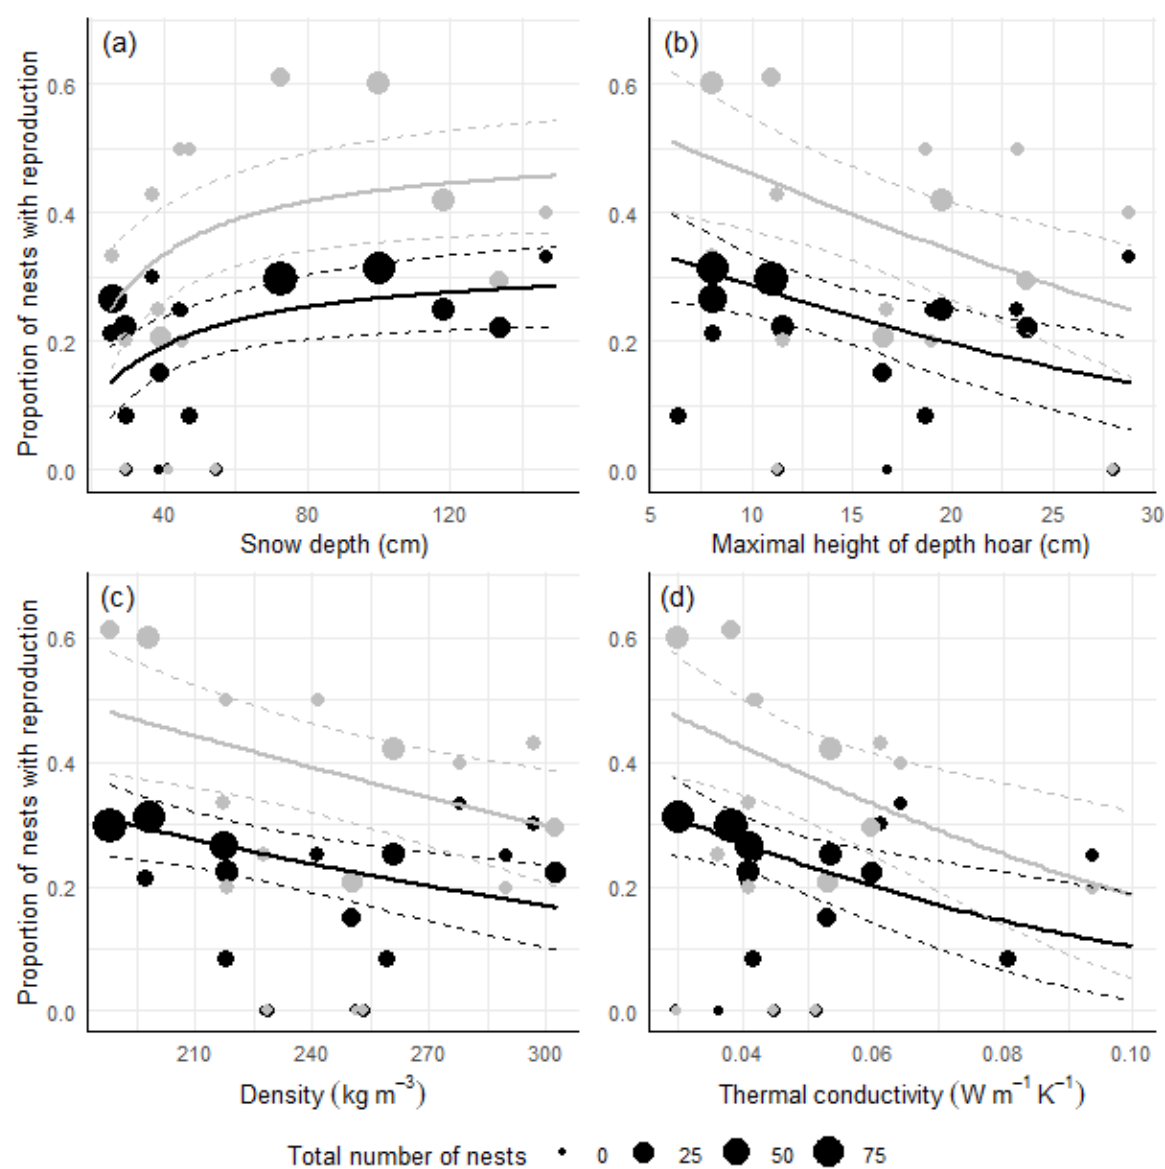 (a)
Proportion of nests with reproduction
0.6
0.4
0.2
0.0
40 80 120
Snow depth (cm)
(b)
0.6
0.4
0.2
0.0
5 10 15 20 25 30
Maximal height of depth hoar (cm)
(c)
Proportion of nests with reproduction
0.6
0.4
0.2
0.0
210 240 270 300
Density (kg m⁻³)
(d)
0.6
0.4
0.2
0.0
0.04 0.06 0.08 0.10
Thermal conductivity (W m⁻¹ K⁻¹)
Total number of nests 0 25 50 75